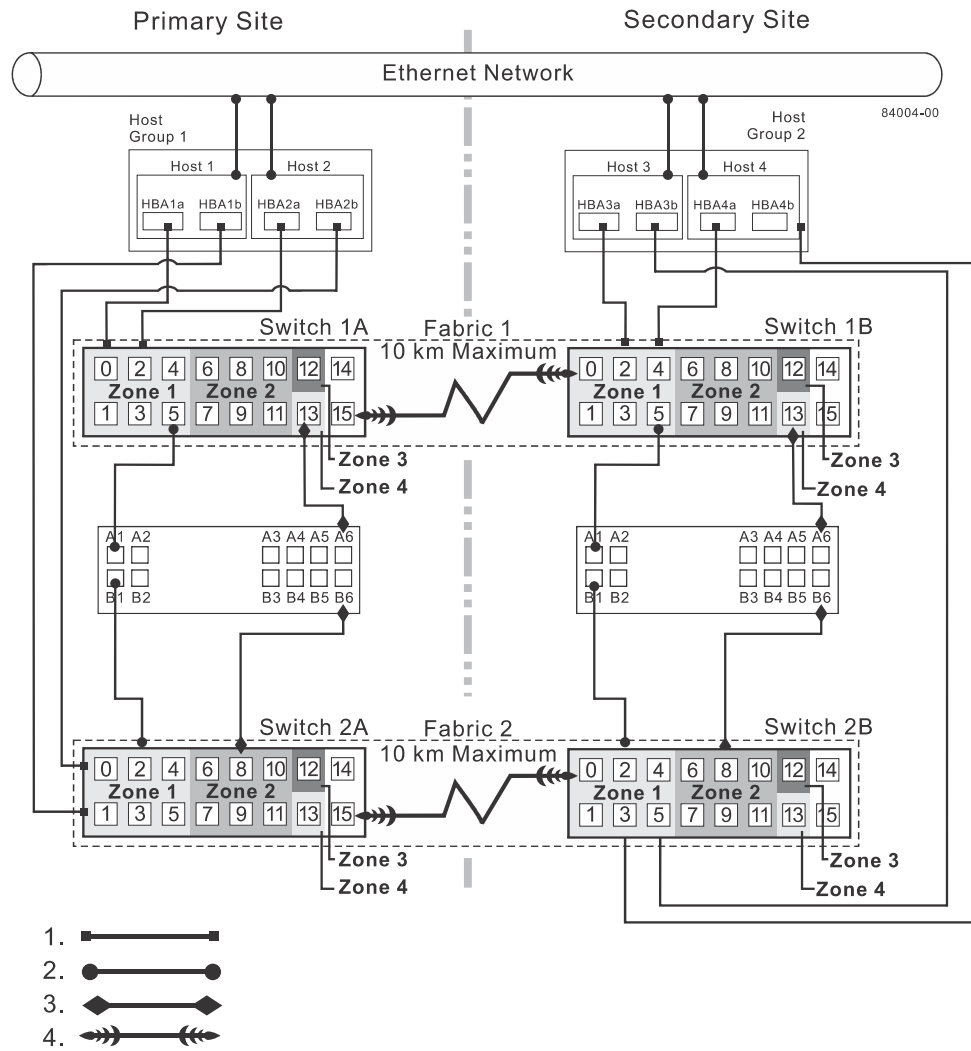 Primary Site
Secondary Site
Ethernet Network
84004-00
Host
Group 1
Host
Group 2
Host 1
Host 2
Host 3
Host 4
HBA1a
HBA1b
HBA2a
HBA2b
HBA3a
HBA3b
HBA4a
HBA4b
Switch 1A
Fabric 1
10 km Maximum
Switch 1B
0 2 4 6 8 10 12 14
Zone 1 Zone 2
1 3 5 7 9 11 13 15
0 2 4 6 8 10 12 14
Zone 1 Zone 2
1 3 5 7 9 11 13 15
Zone 3
Zone 4
Zone 3
Zone 4
A1 A2 A3 A4 A5 A6
B1 B2 B3 B4 B5 B6
A1 A2 A3 A4 A5 A6
B1 B2 B3 B4 B5 B6
Switch 2A
Fabric 2
10 km Maximum
Switch 2B
0 2 4 6 8 10 12 14
Zone 1 Zone 2
1 3 5 7 9 11 13 15
0 2 4 6 8 10 12 14
Zone 1 Zone 2
1 3 5 7 9 11 13 15
Zone 3
Zone 4
Zone 3
Zone 4
1.
2.
3.
4.